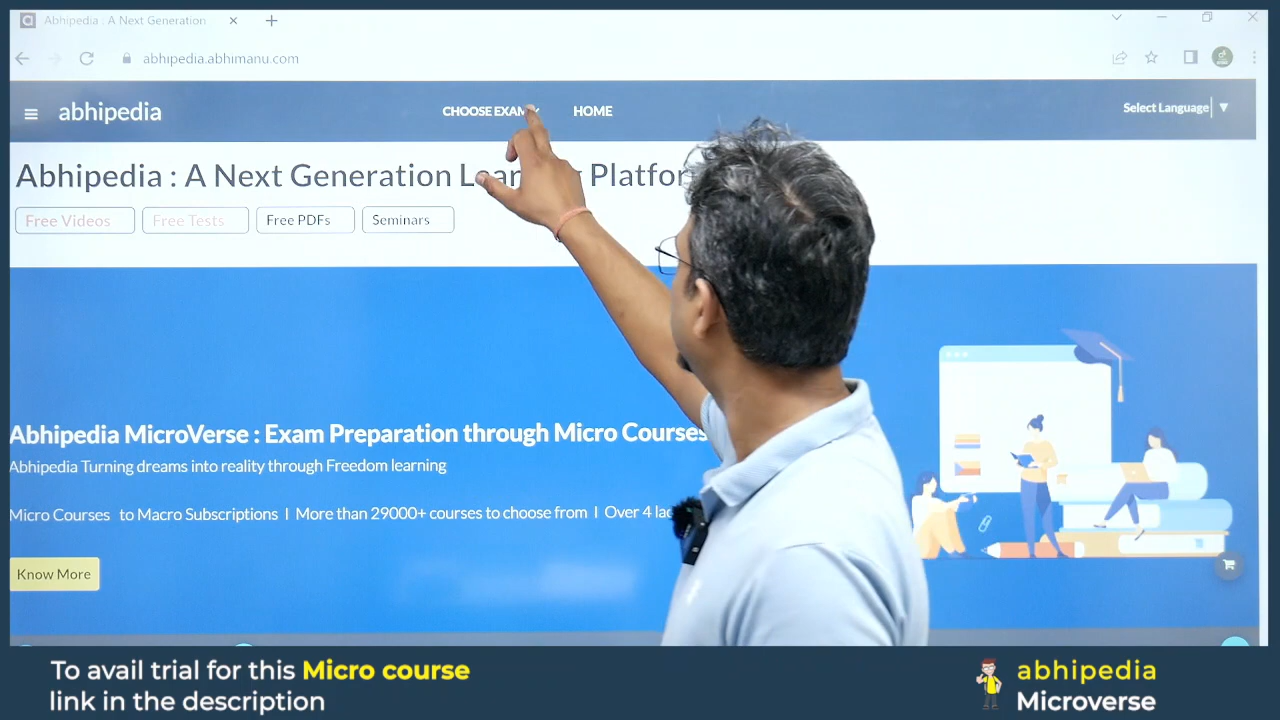 Abhipedia : A Next Generation
abhipedia.abhimanu.com
abhipedia
CHOOSE EXAM
HOME
Select Language ▼
Abhipedia : A Next Generation
Free Videos
Free Tests
Free PDFs
Seminars
Abhipedia MicroVerse : Exam Preparation through Micro Courses
Abhipedia Turning dreams into reality through Freedom learning
Micro Courses to Macro Subscriptions I More than 29000+ courses to choose from I Over 4
Know More
To avail trial for this Micro course
link in the description
abhipedia
Microverse